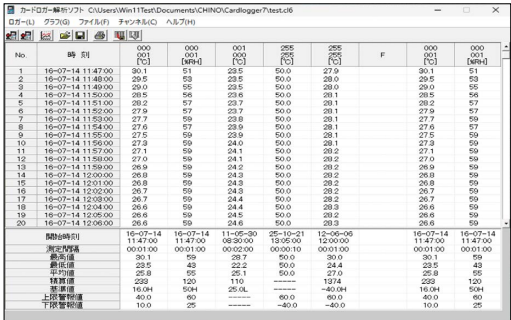 カードロガー解析ソフト C:\Users\Win11Test\Documents\CHINO\Cardlogger7\test.cl6
ロガー(L) グラフ(G) ファイル(F) チャンネル(C) ヘルプ(H)
No. 時 刻 000 001 [℃] 000 001 [%RH] 001 000 [℃] 255 255 [℃] 255 255 [℃] F 000 001 [℃] 000 001 [%RH]
1 16-07-14 11:47:00 30.1 51 23.5 50.0 27.9 30.1 51
2 16-07-14 11:48:00 29.5 53 23.5 50.0 28.0 29.5 53
3 16-07-14 11:49:00 29.0 55 23.5 50.0 28.0 29.0 55
4 16-07-14 11:50:00 28.5 56 23.6 50.0 28.1 28.5 56
5 16-07-14 11:51:00 28.2 57 23.7 50.0 28.1 28.2 57
6 16-07-14 11:52:00 27.9 57 23.7 50.0 28.1 27.9 57
7 16-07-14 11:53:00 27.7 59 23.8 50.0 28.1 27.7 59
8 16-07-14 11:54:00 27.6 57 23.9 50.0 28.1 27.6 57
9 16-07-14 11:55:00 27.5 59 23.9 50.0 28.1 27.5 59
10 16-07-14 11:56:00 27.3 59 24.0 50.0 28.1 27.3 59
11 16-07-14 11:57:00 27.1 59 24.1 50.0 28.2 27.1 59
12 16-07-14 11:58:00 27.0 59 24.1 50.0 28.2 27.0 59
13 16-07-14 11:59:00 26.9 59 24.2 50.0 28.2 26.9 59
14 16-07-14 12:00:00 26.8 59 24.3 50.0 28.2 26.8 59
15 16-07-14 12:01:00 26.8 59 24.3 50.0 28.2 26.8 59
16 16-07-14 12:02:00 26.7 59 24.3 50.0 28.2 26.7 59
17 16-07-14 12:03:00 26.7 59 24.4 50.0 28.2 26.7 59
18 16-07-14 12:04:00 26.6 59 24.4 50.0 28.3 26.6 59
19 16-07-14 12:05:00 26.6 59 24.5 50.0 28.2 26.6 59
20 16-07-14 12:06:00 26.6 59 24.6 50.0 28.3 26.6 59
開始時刻 16-07-14 11:47:00 16-07-14 11:47:00 11-05-30 08:30:00 25-10-21 13:05:00 12-06-06 12:00:00 16-07-14 11:47:00 16-07-14 11:47:00
測定間隔 00:01:00 00:01:00 00:02:00 00:00:10 00:01:00 00:01:00 00:01:00
最高値 30.1 59 28.7 50.0 30.0 30.1 59
最低値 23.5 43 22.2 50.0 24.4 23.5 43
平均値 25.8 55 25.1 50.0 27.0 25.8 55
積算値 233 120 110 ----- 1374 233 120
基準値 16.0H 50H 25.0L ----- -40.0H 16.0H 50H
上限警報値 40.0 60 ----- 60.0 60.0 40.0 60
下限警報値 10.0 25 ----- -40.0 -40.0 10.0 25